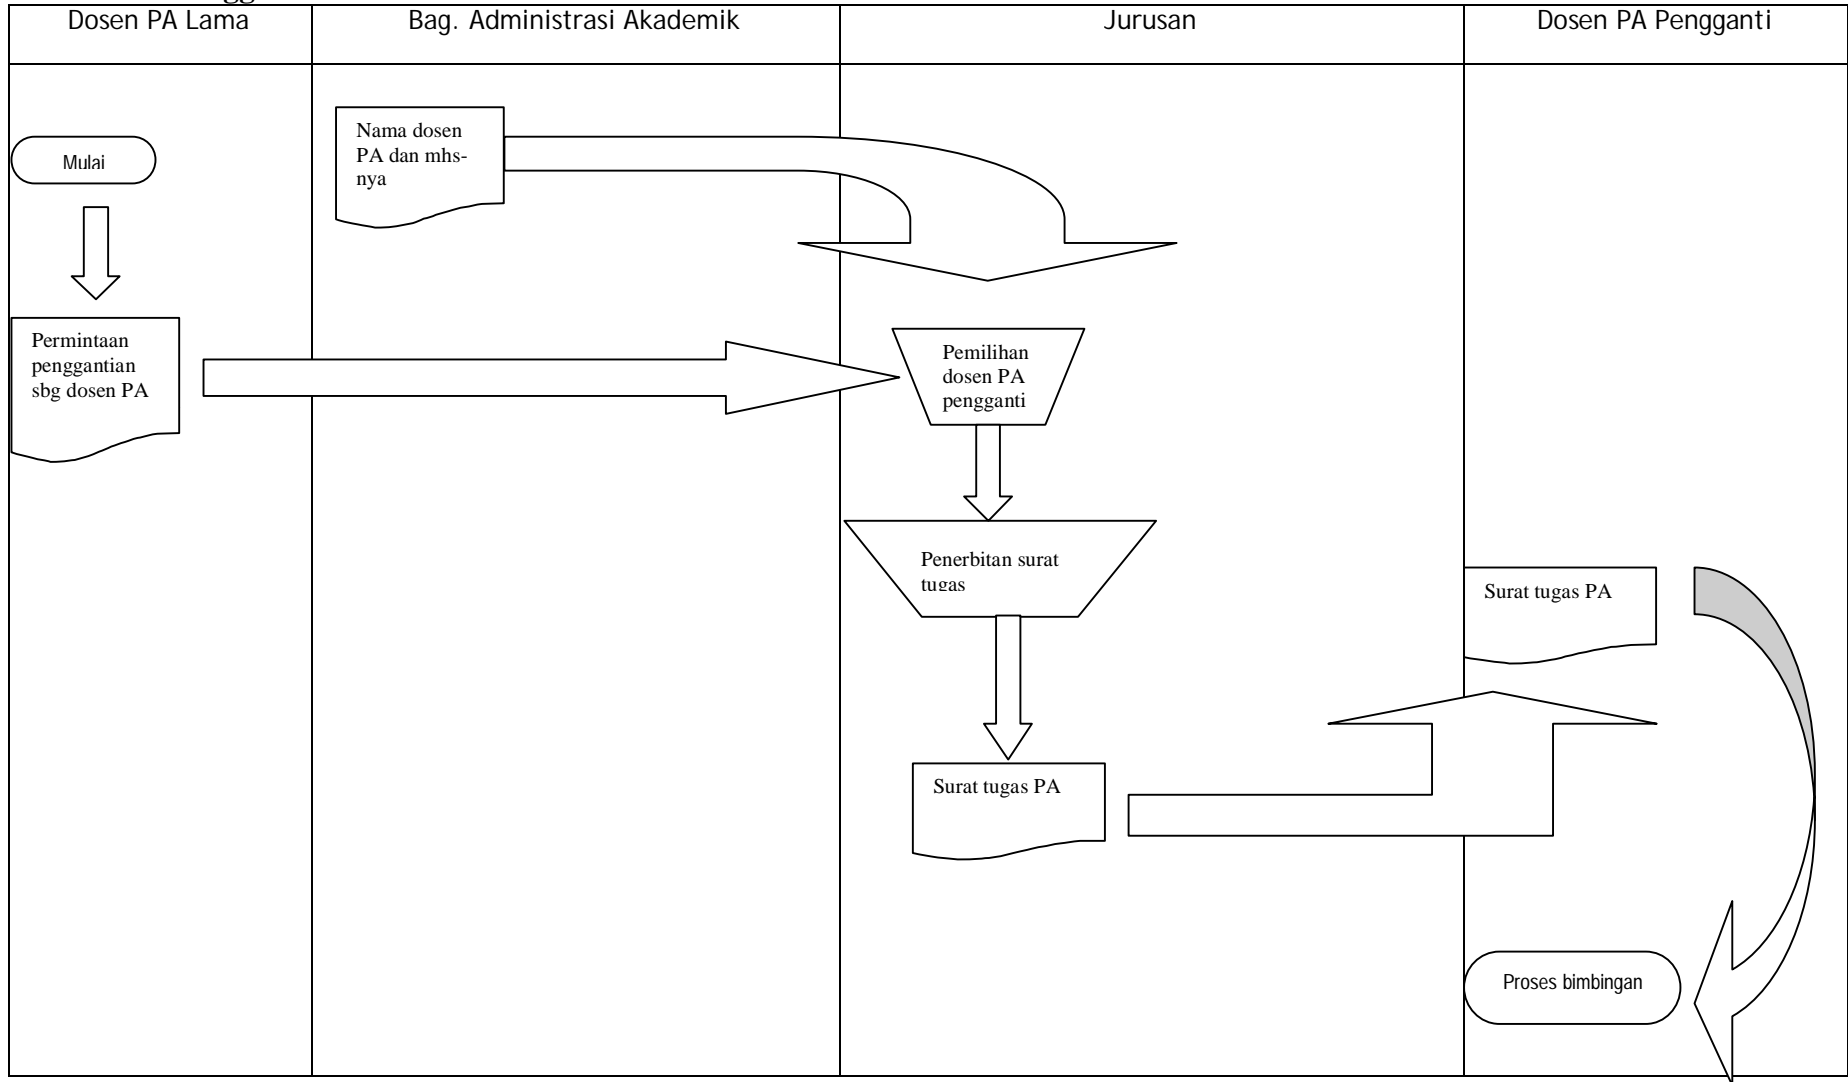 Dosen PA Lama
Bag. Administrasi Akademik
Jurusan
Dosen PA Pengganti
Mulai
Nama dosen
PA dan mhs-
nya
Permintaan
penggantian
sbg dosen PA
Pemilihan
dosen PA
pengganti
Penerbitan surat
tugas
Surat tugas PA
Surat tugas PA
Proses bimbingan